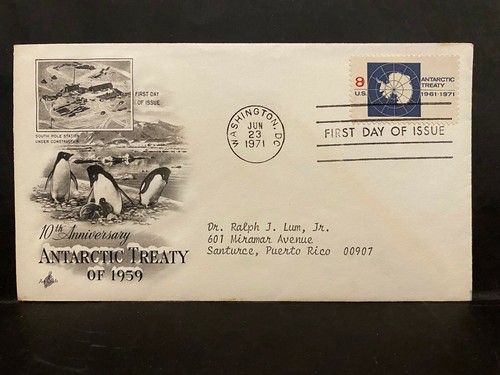 FIRST DAY
OF ISSUE
SOUTH POLE STATION
UNDER CONSTRUCTION
10th Anniversary
ANTARCTIC TREATY
OF 1959
WASHINGTON, DC
JUN
23
1971
8
U.S.
ANTARCTIC
TREATY
1961-1971
FIRST DAY OF ISSUE
Dr. Ralph J. Lum, Jr.
601 Miramar Avenue
Santurce, Puerto Rico 00907